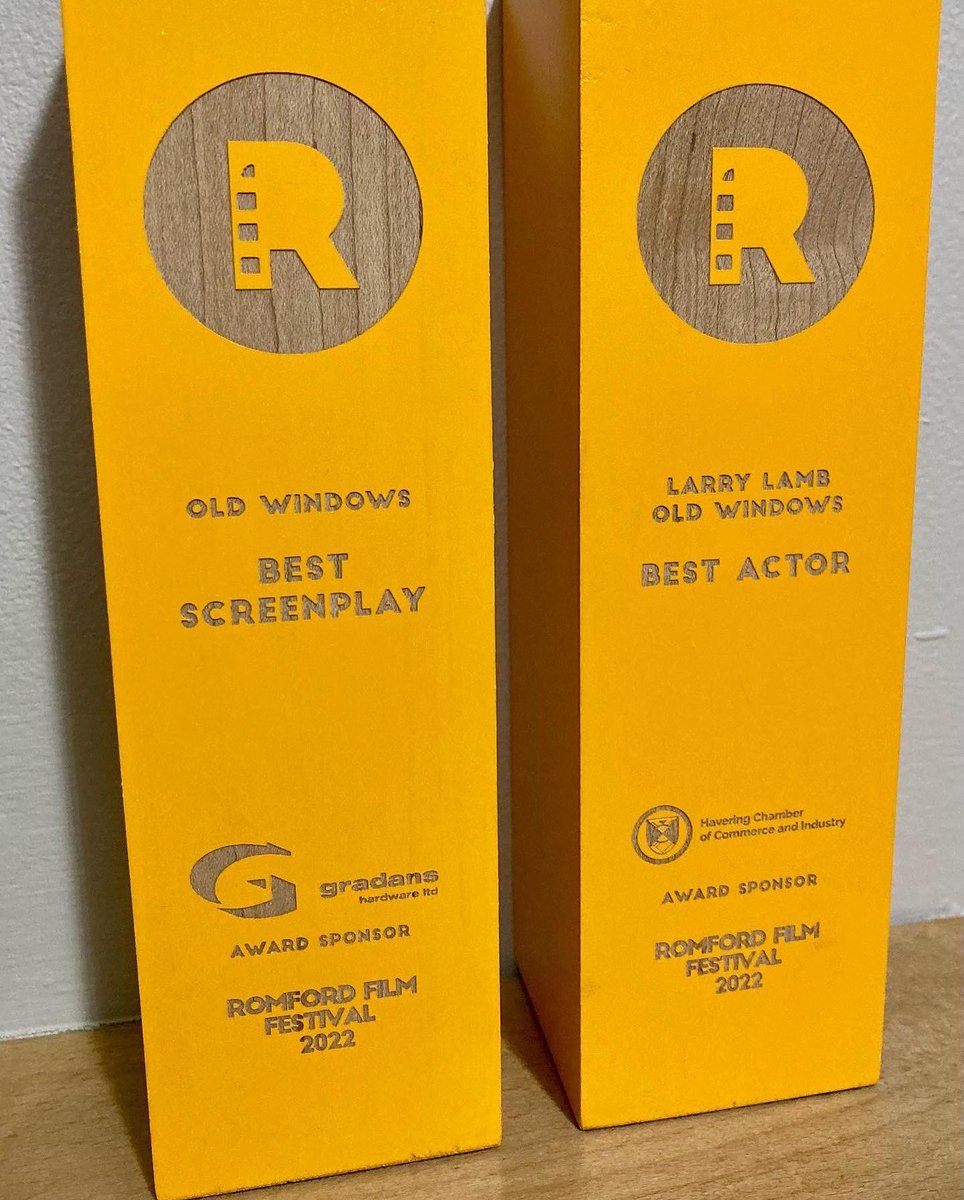 R
OLD WINDOWS
BEST
SCREENPLAY
G
gradans
hardware ltd
AWARD SPONSOR
ROMFORD FILM
FESTIVAL
2022
R
LARRY LAMB
OLD WINDOWS
BEST ACTOR
Havering Chamber
of Commerce and Industry
AWARD SPONSOR
ROMFORD FILM
FESTIVAL
2022